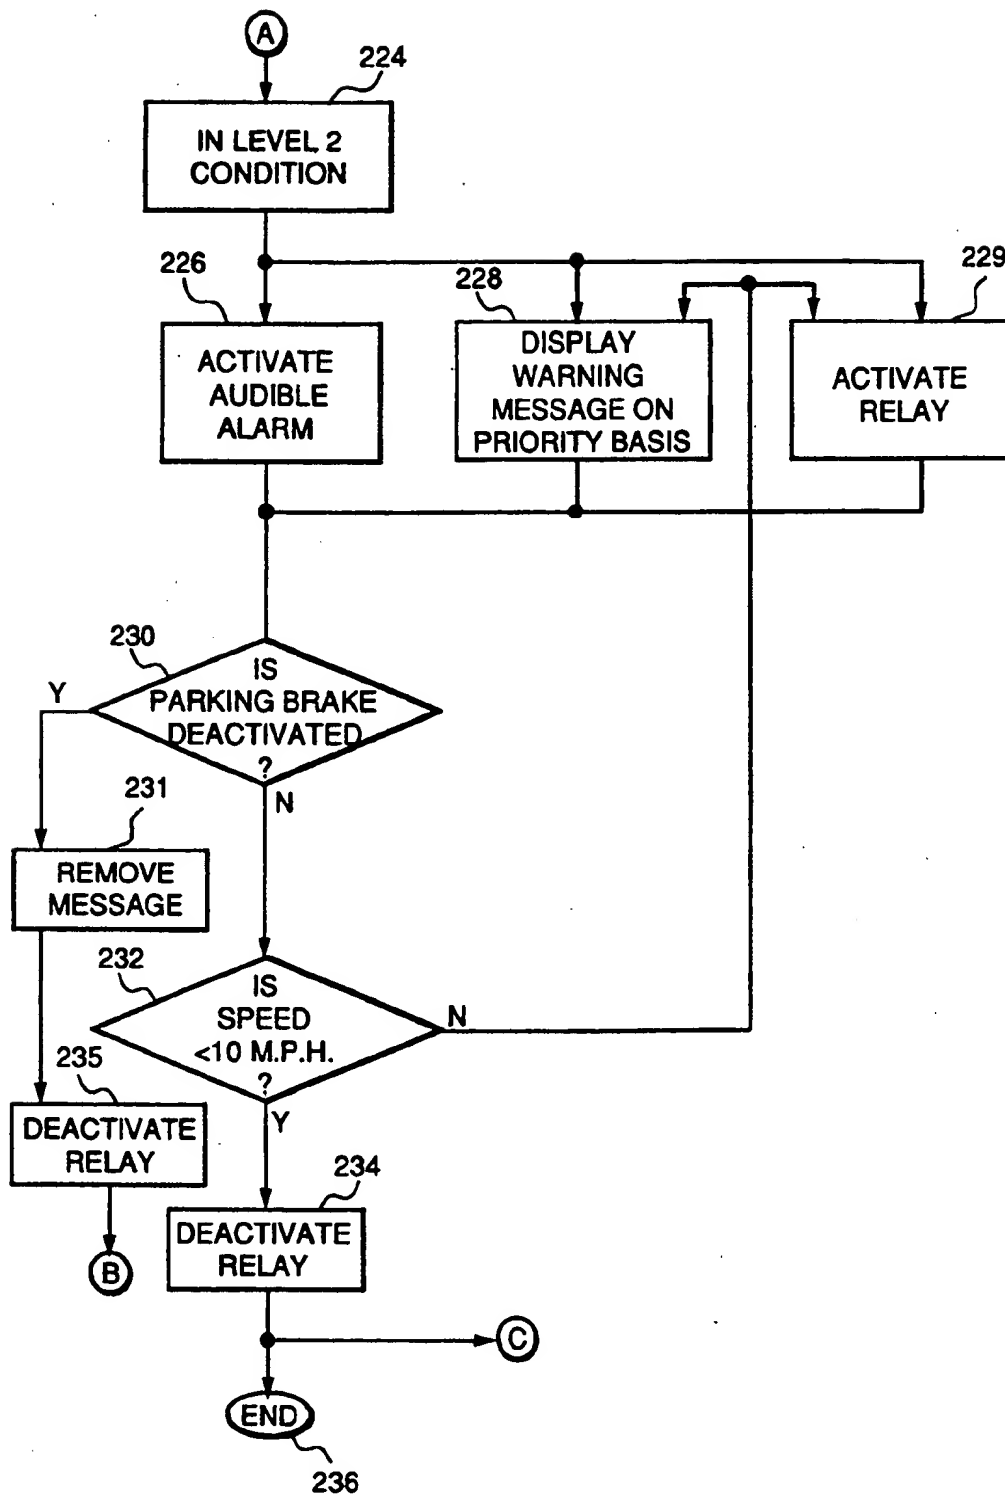 A
224
IN LEVEL 2
CONDITION
226
ACTIVATE
AUDIBLE
ALARM
228
DISPLAY
WARNING
MESSAGE ON
PRIORITY BASIS
229
ACTIVATE
RELAY
230
IS
PARKING BRAKE
DEACTIVATED
?
Y
N
231
REMOVE
MESSAGE
232
IS
SPEED
<10 M.P.H.
?
N
Y
235
DEACTIVATE
RELAY
B
234
DEACTIVATE
RELAY
C
END
236